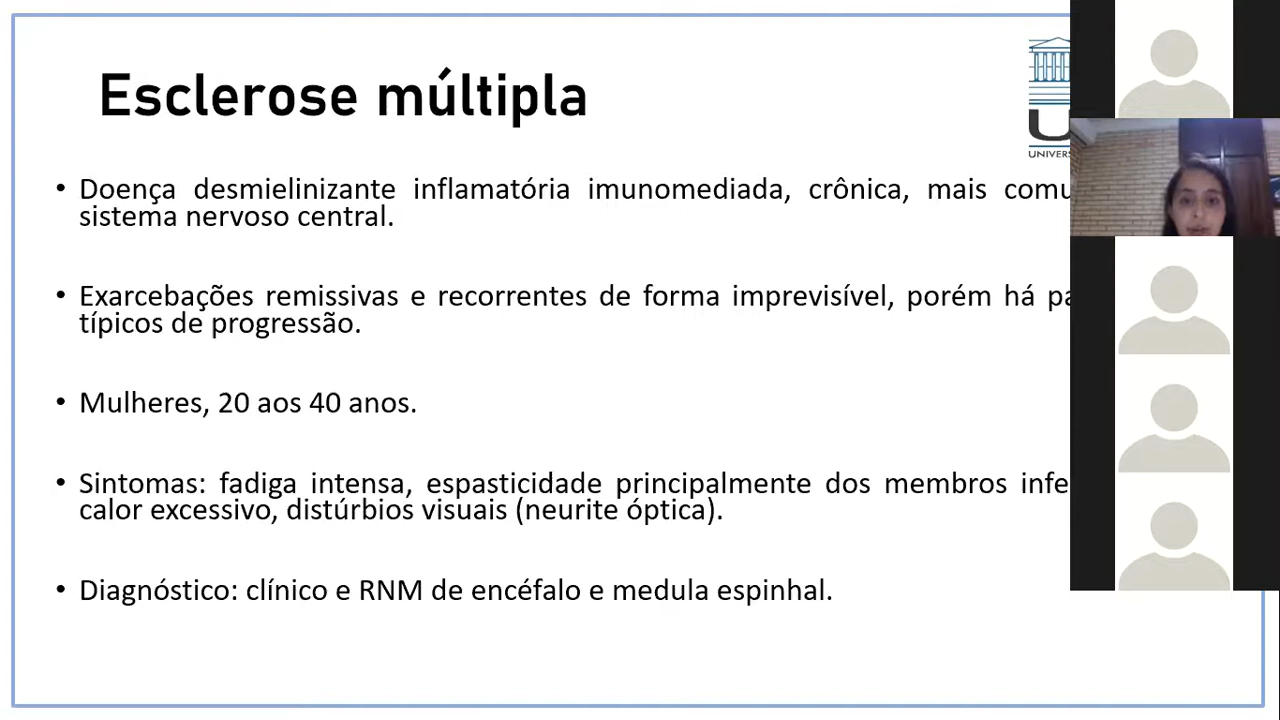 Esclerose múltipla
U
UNIVERS
• Doença desmielinizante inflamatória imunomediada, crônica, mais comu
sistema nervoso central.
• Exarcebações remissivas e recorrentes de forma imprevisível, porém há pa
típicos de progressão.
• Mulheres, 20 aos 40 anos.
• Sintomas: fadiga intensa, espasticidade principalmente dos membros infe
calor excessivo, distúrbios visuais (neurite óptica).
• Diagnóstico: clínico e RNM de encéfalo e medula espinhal.